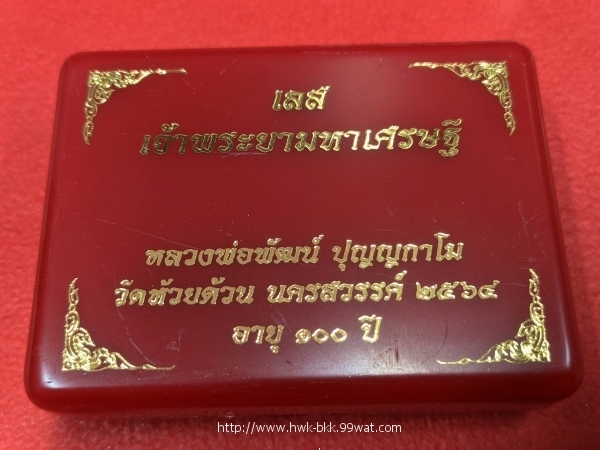 เลส
เจ้าพระยามหาเศรษฐี
หลวงพ่อพัฒน์ ปุญญกาโม
วัดห้วยด้วน นครสวรรค์ ๒๕๖๔
อายุ ๑๐๐ ปี
http://www.hwk-bkk.99wat.com